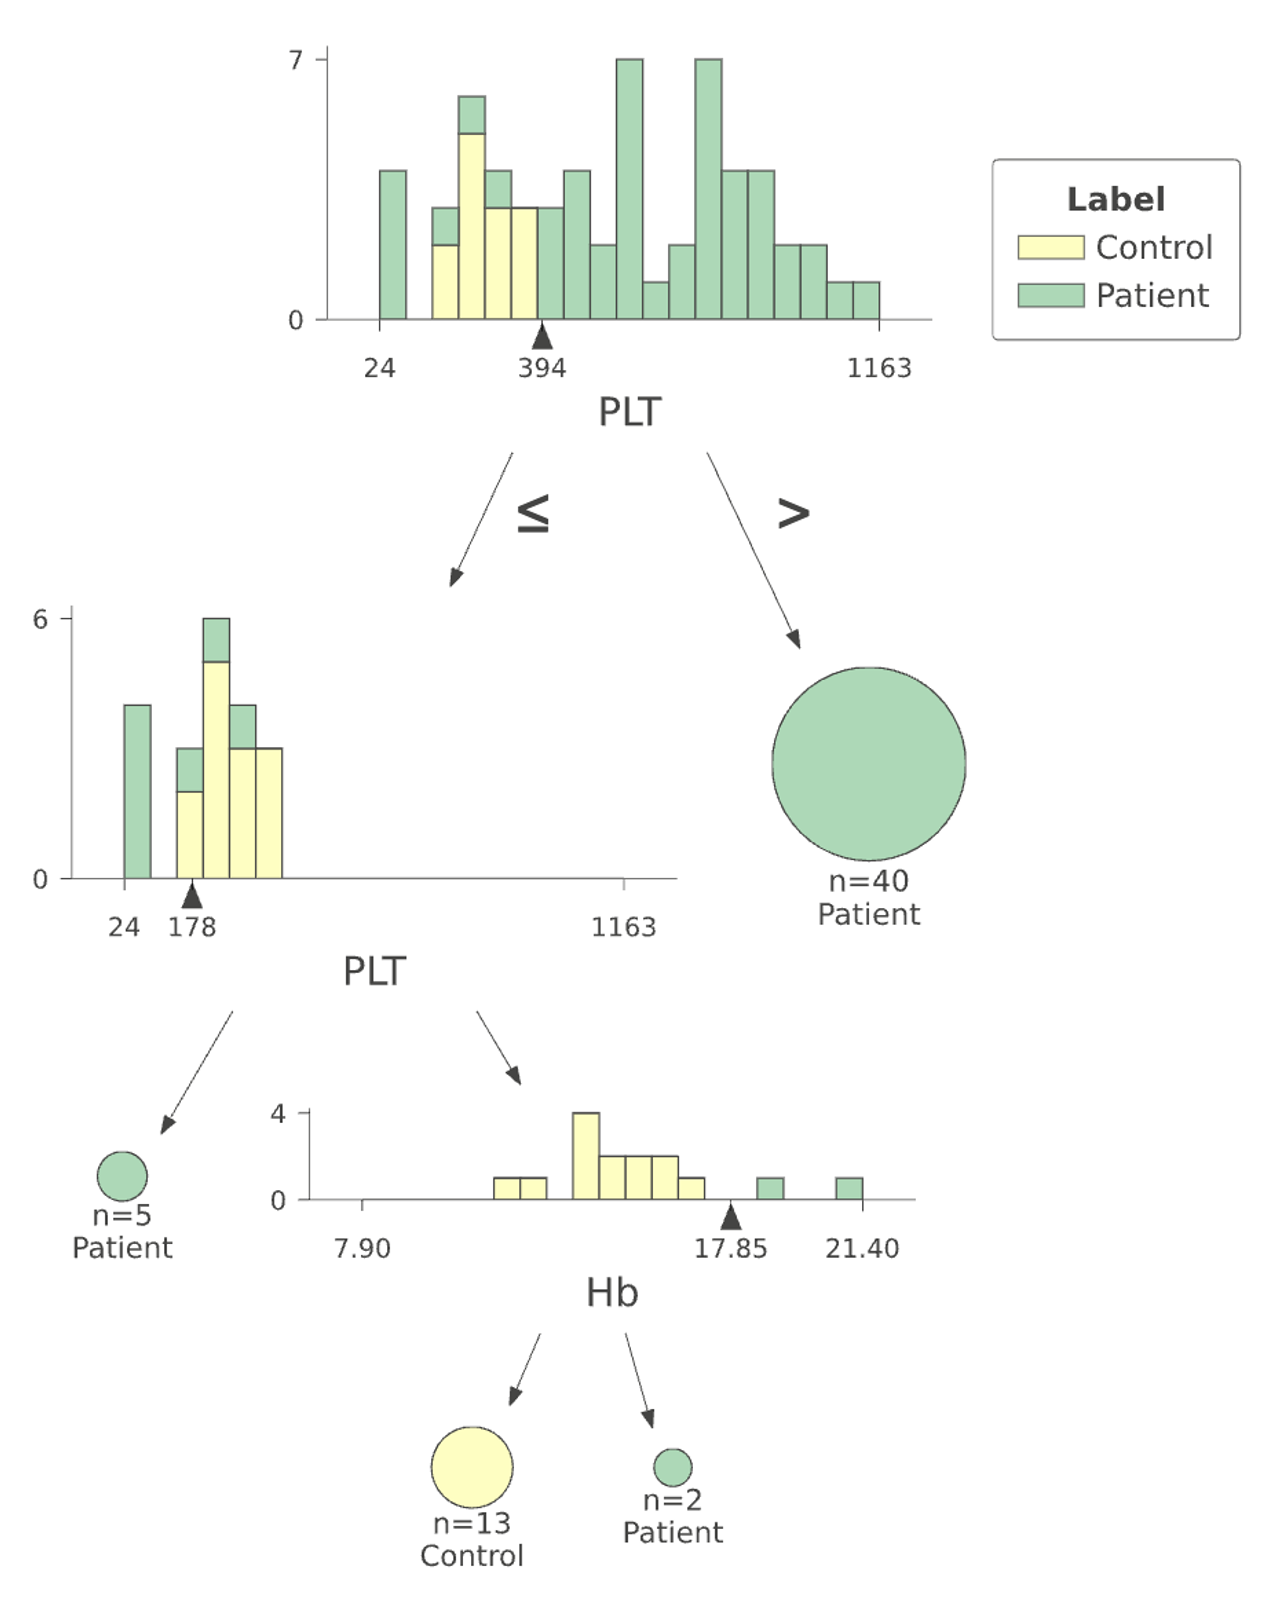 7
0
24
394
1163
PLT
Label
Control
Patient
≤
>
6
0
24
178
1163
PLT
n=40
Patient
n=5
Patient
4
0
7.90
17.85
21.40
Hb
n=13
Control
n=2
Patient